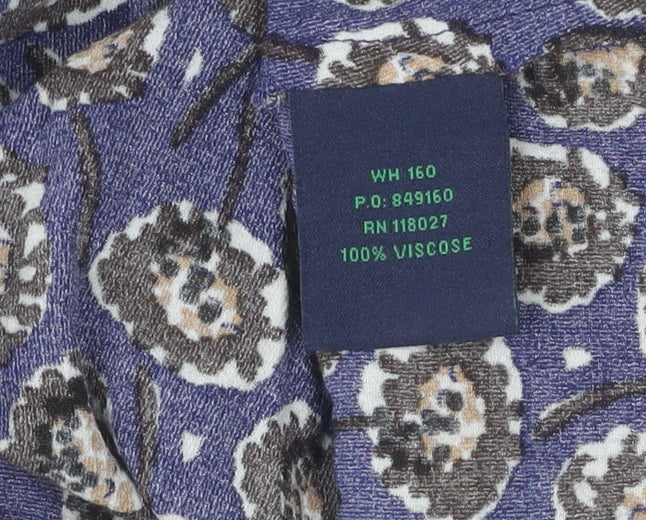 WH 160
P.O: 849160
RN 118027
100% VISCOSE